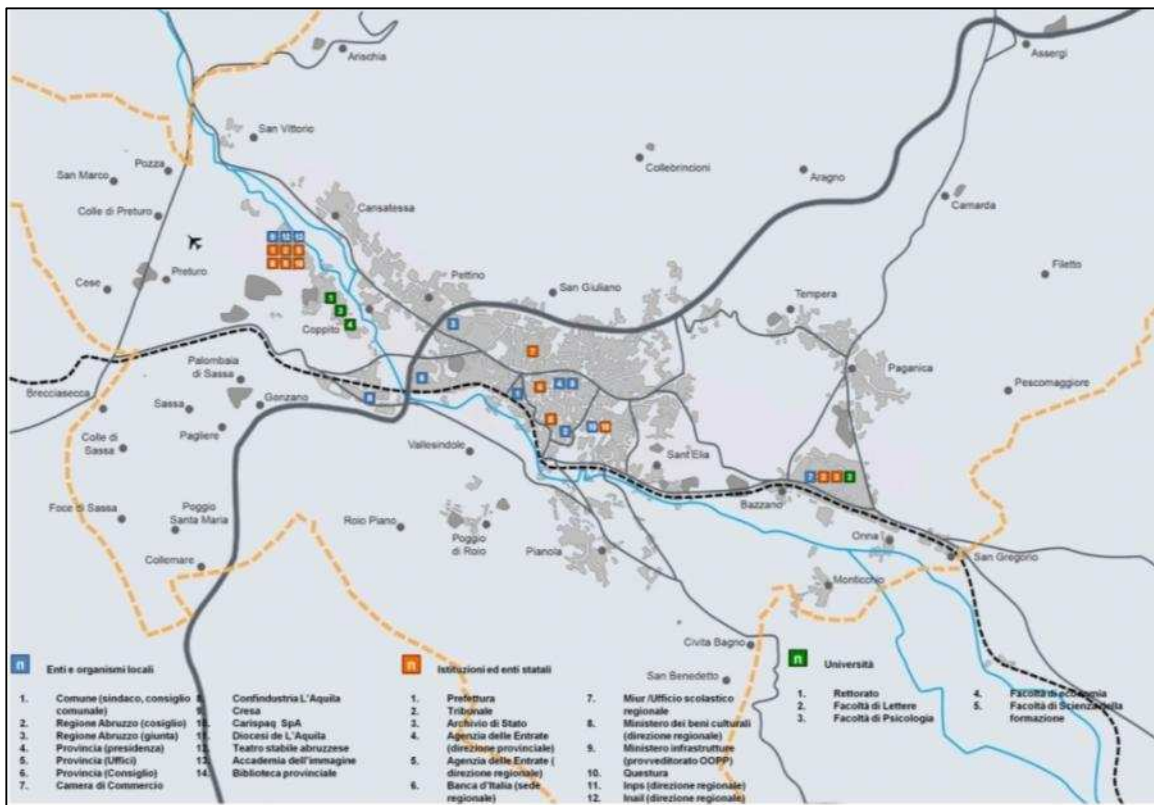 Arischia
Assergi
San Vittorio
Collebrincioni
Aragno
Pozza
San Marco
Camarda
Colle di Preturo
Cansatessa
Filetto
Preturo
Cese
Pettino
San Giuliano
Tempera
Coppito
Palombaia
di Sassa
Paganica
Brecciasecca
Genzano
Pescomaggiore
Sassa
Pagliere
Colle di
Sassa
Vallesindole
Sant'Elia
Bazzano
Foce di Sassa
Poggio
Santa Maria
Roio Piano
Poggio
di Roio
Pianola
Onna
San Gregorio
Collemare
Monticchio
Civita Bagno
San Benedetto
n Enti e organismi locali
1. Comune (sindaco, consiglio
comunale)
2. Regione Abruzzo (cosiglio)
3. Regione Abruzzo (giunta)
4. Provincia (presidenza)
5. Provincia (Uffici)
6. Provincia (Consiglio)
7. Camera di Commercio
Confindustria L'Aquila
Cresa
Carispaq SpA
Diocesi de L'Aquila
Teatro stabile abruzzese
Accademia dell'immagine
14. Biblioteca provinciale
n Istituzioni ed enti statali
1. Prefettura
2. Tribunale
3. Archivio di Stato
4. Agenzia delle Entrate
(direzione provinciale)
5. Agenzia delle Entrate (
direzione regionale)
6. Banca d'Italia (sede
regionale)
7. Miur /Ufficio scolastico
regionale
8. Ministero dei beni culturali
(direzione regionale)
9. Ministero infrastrutture
(provveditorato OOPP)
10. Questura
11. Inps (direzione regionale)
12. Inail (direzione regionale)
n Università
1. Rettorato
2. Facoltà di Lettere
3. Facoltà di Psicologia
4. Facoltà di economia
5. Facoltà di Scienza della
formazione